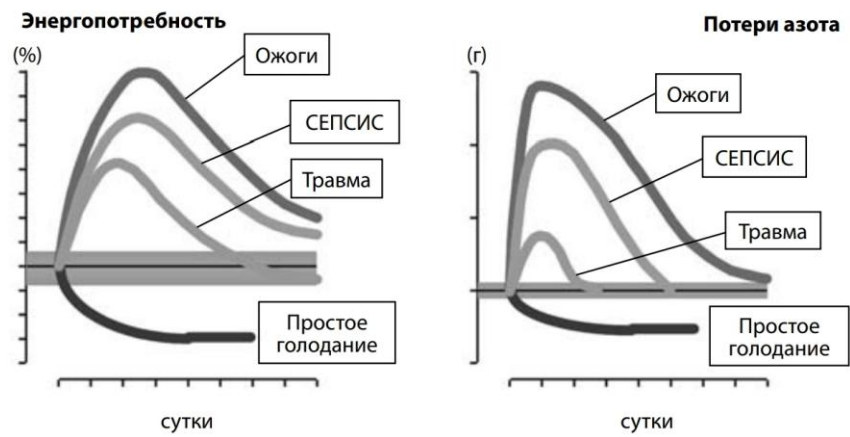 Энергопотребность
(%)
Ожоги
СЕПСИС
Травма
Простое
голодание
сутки
Потери азота
(г)
Ожоги
СЕПСИС
Травма
Простое
голодание
сутки